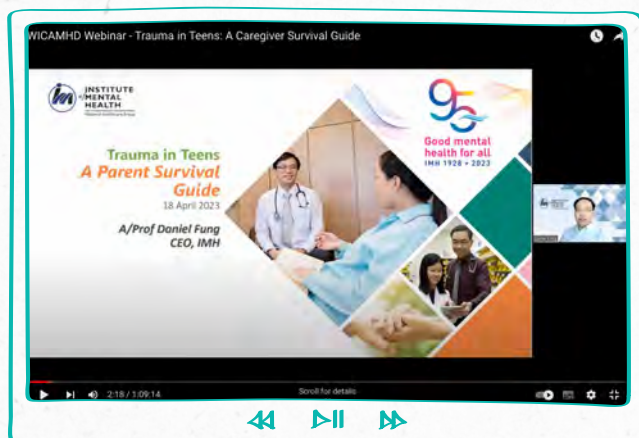 WICAMHD Webinar - Trauma in Teens: A Caregiver Survival Guide
INSTITUTE
of MENTAL
HEALTH
95
Good mental
health for all
IMH 1928 • 2023
Trauma in Teens
A Parent Survival
Guide
18 April 2023
A/Prof Daniel Fung
CEO, IMH
2:18 / 1:09:14
Scroll for details